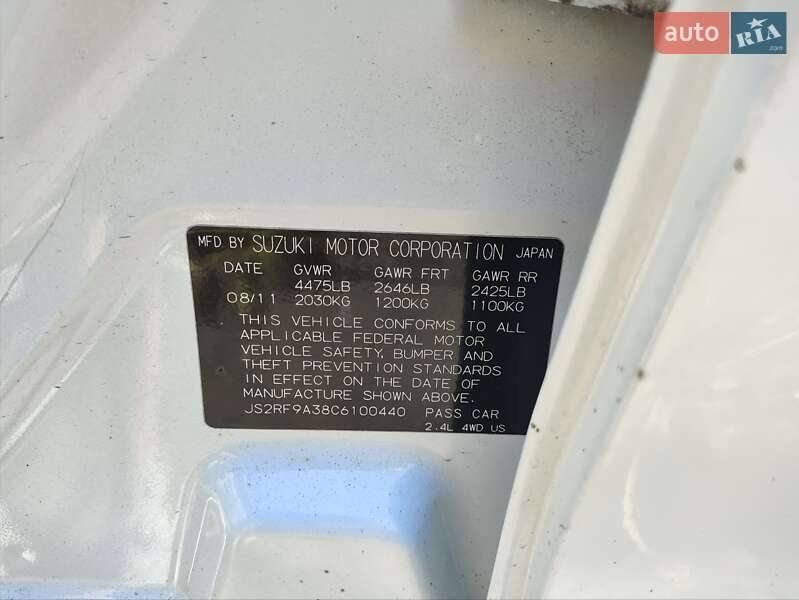 auto RIA .com
MFD BY SUZUKI MOTOR CORPORATION JAPAN
DATE GVWR GAWR FRT GAWR RR
4475LB 2646LB 2425LB
08/11 2030KG 1200KG 1100KG
THIS VEHICLE CONFORMS TO ALL
APPLICABLE FEDERAL MOTOR
VEHICLE SAFETY, BUMPER AND
THEFT PREVENTION STANDARDS
IN EFFECT ON THE DATE OF
MANUFACTURE SHOWN ABOVE.
JS2RF9A38C6100440 PASS CAR
2.4L 4WD US